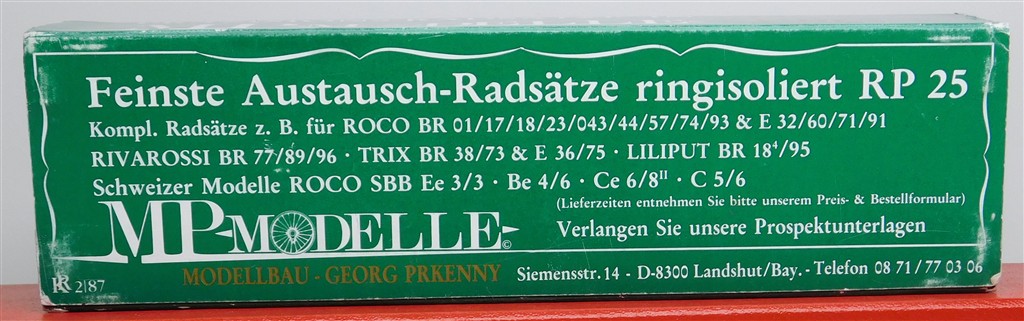 Feinste Austausch-Radsätze ringisoliert RP 25
Kompl. Radsätze z. B. für ROCO BR 01/17/18/23/043/44/57/74/93 & E 32/60/71/91
RIVAROSSI BR 77/89/96 · TRIX BR 38/73 & E 36/75 · LILIPUT BR 18⁴/95
Schweizer Modelle ROCO SBB Ee 3/3 · Be 4/6 · Ce 6/8ᴵᴵ · C 5/6
(Lieferzeiten entnehmen Sie bitte unserem Preis- & Bestellformular)
MP-MODELLE ©
Verlangen Sie unsere Prospektunterlagen
MODELLBAU - GEORG PRKENNY
Siemensstr. 14 - D-8300 Landshut/Bay. - Telefon 08 71/77 03 06
2|87